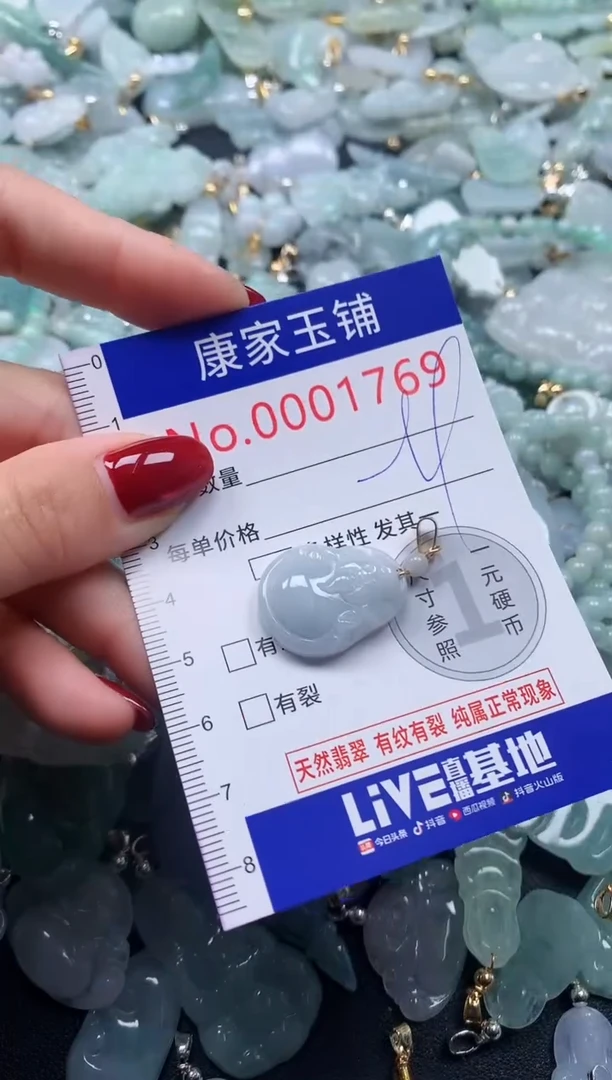 康家玉铺
No.0001769
数量
每单价格
样性 发其一
一元硬币
1
寸参照
有
有裂
天然翡翠 有纹有裂 纯属正常现象
LiVE直播基地
今日头条 抖音 西瓜视频 抖音火山版
0
1
3
4
5
6
7
8